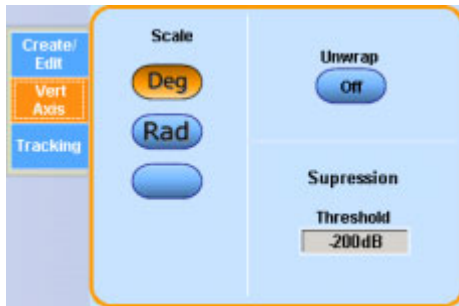 Create/
Edit
Vert
Axis
Tracking
Scale
Deg
Rad
Unwrap
Off
Supression
Threshold
-200dB